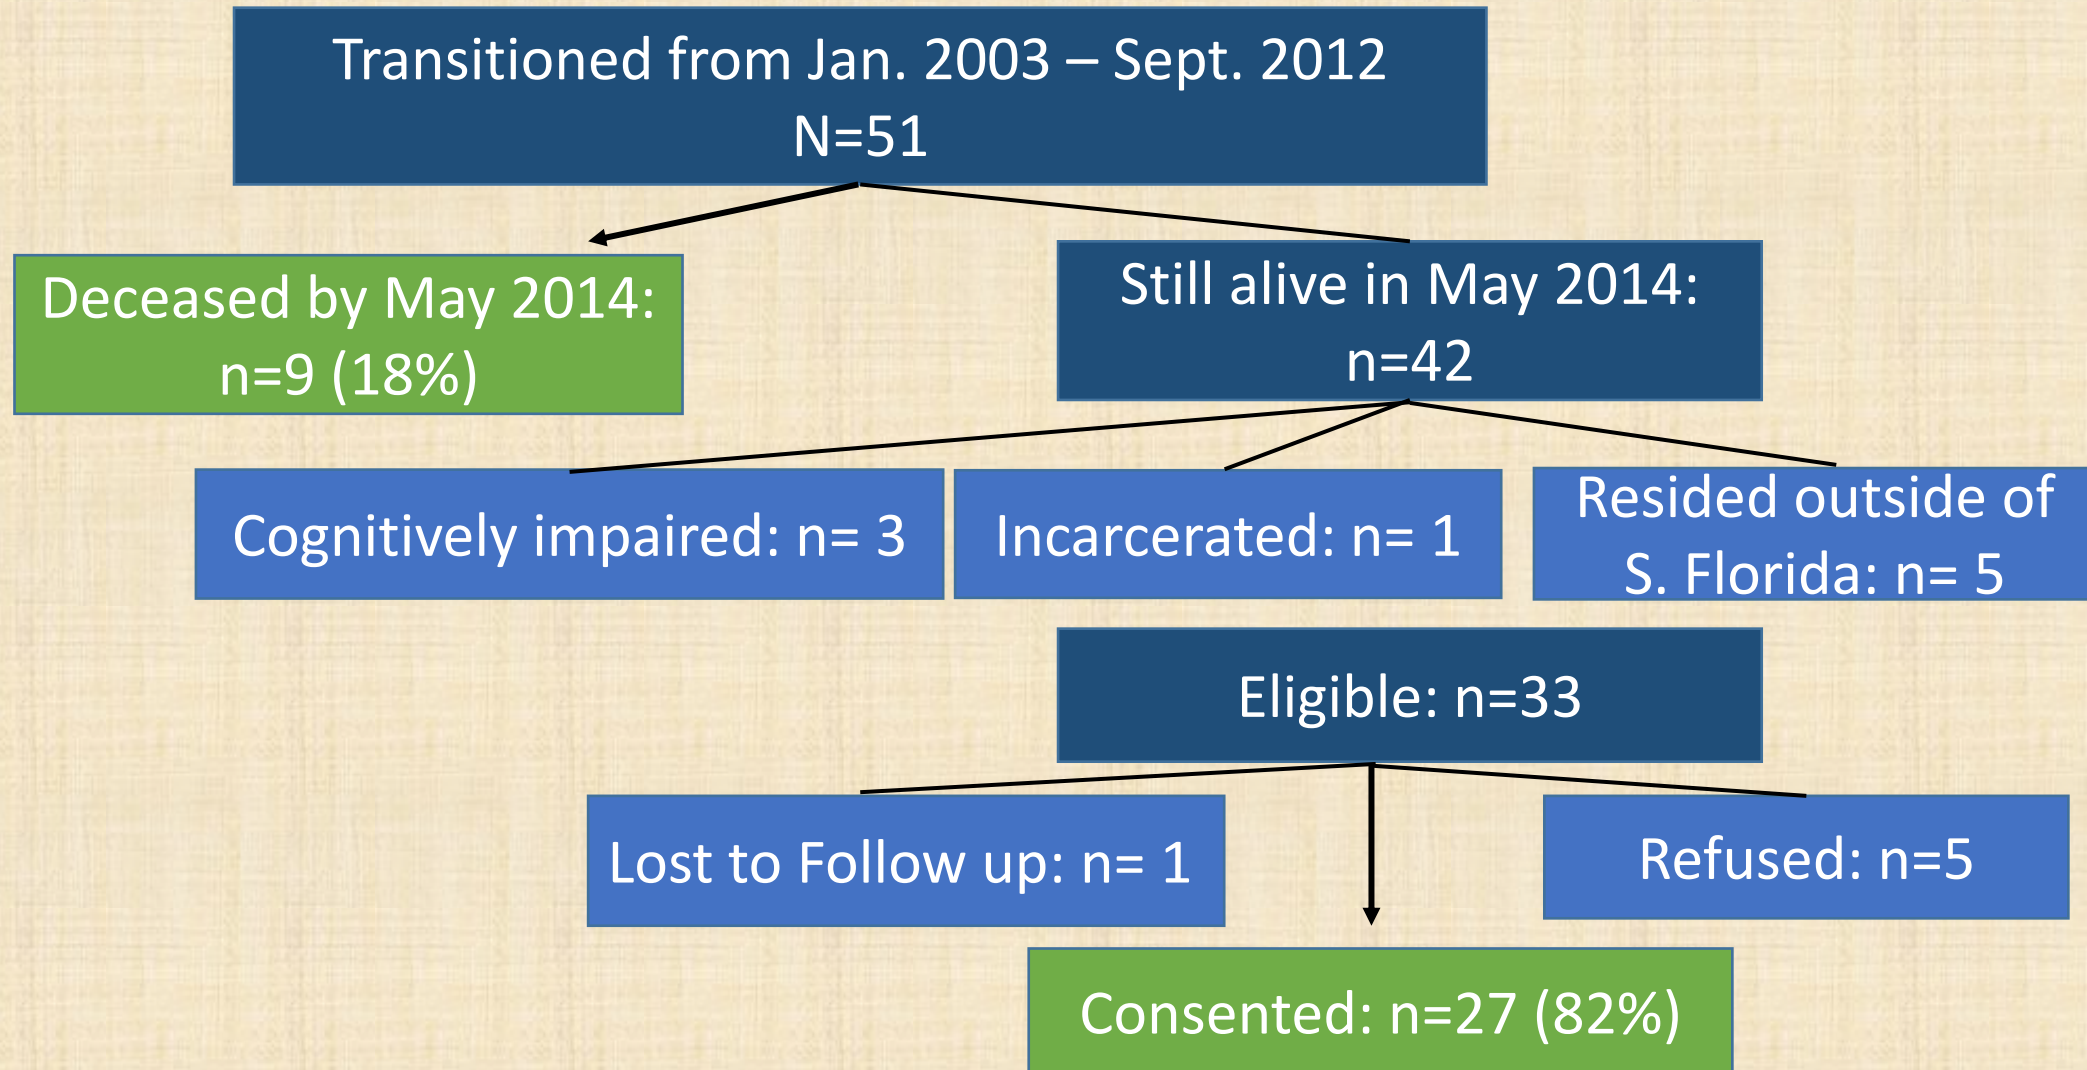 Transitioned from Jan. 2003 – Sept. 2012
N=51
Deceased by May 2014:
n=9 (18%)
Still alive in May 2014:
n=42
Cognitively impaired: n= 3
Incarcerated: n= 1
Resided outside of
S. Florida: n= 5
Eligible: n=33
Lost to Follow up: n= 1
Refused: n=5
Consented: n=27 (82%)